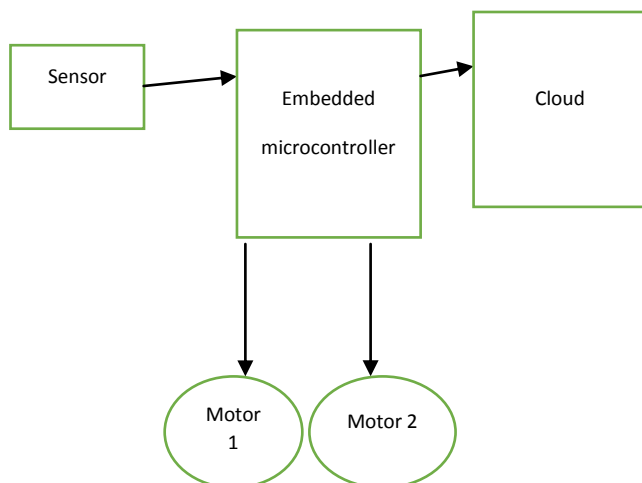 Sensor
Embedded
microcontroller
Cloud
Motor
1
Motor 2